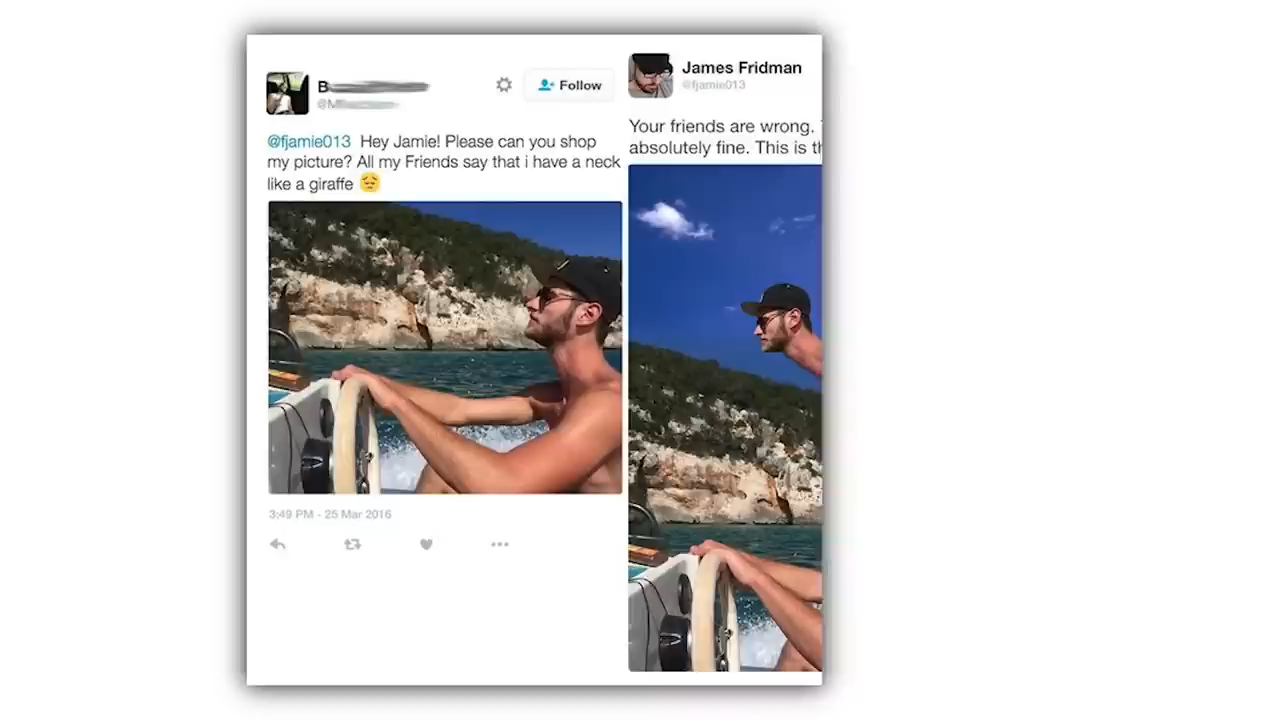 B
@M
Follow
@fjamie013 Hey Jamie! Please can you shop
my picture? All my Friends say that i have a neck
like a giraffe 😔
3:49 PM - 25 Mar 2016
James Fridman
@fjamie013
Your friends are wrong.
absolutely fine. This is